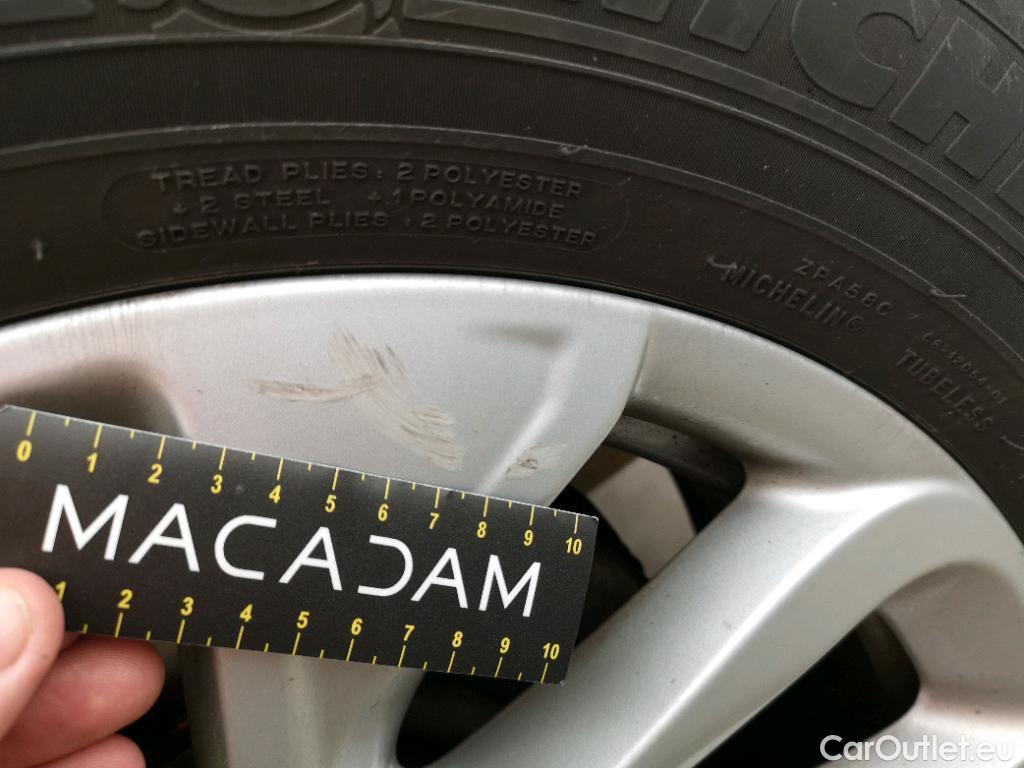 MICH
TREAD PLIES: 2 POLYESTER
+ 2 STEEL + 1 POLYAMIDE
SIDEWALL PLIES : 2 POLYESTER
ZPA58C
MICHELIN®
TUBELESS
0 1 2 3 4 5 6 7 8 9 10
MACADAM
1 2 3 4 5 6 7 8 9 10
CarOutlet.eu